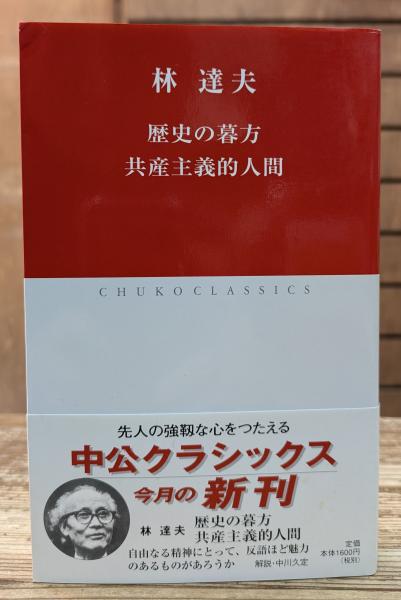 林 達夫
歴史の暮方
共産主義的人間
CHUKO CLASSICS
先人の強靱な心をつたえる
中公クラシックス
今月の 新刊
林 達夫 歴史の暮方
共産主義的人間
自由なる精神にとって、反語ほど魅力
のあるものがあろうか 解説・中川久定
定価
本体1600円
(税別)